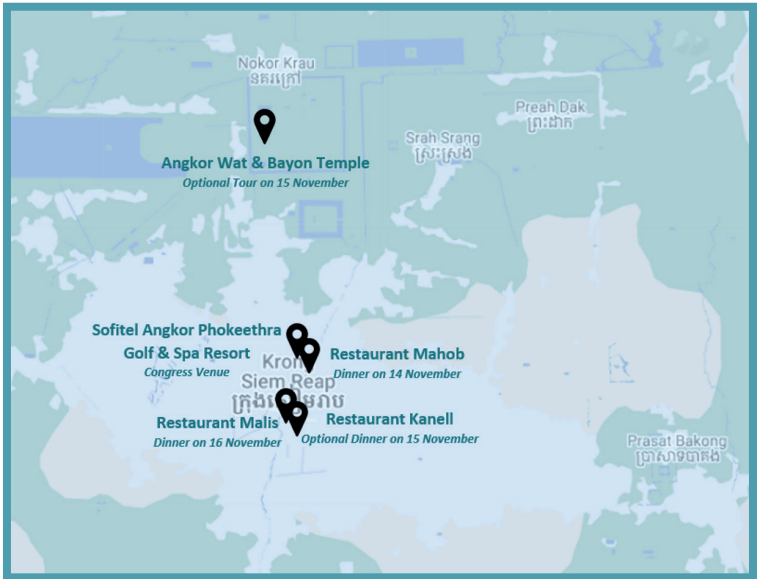 Nokor Krau
នគរក្រៅ
Preah Dak
ព្រះដាក
Srah Srang
ស្រះស្រង់
Angkor Wat & Bayon Temple
Optional Tour on 15 November
Sofitel Angkor Phokeethra
Golf & Spa Resort
Congress Venue
Restaurant Mahob
Dinner on 14 November
Siem Reap
Restaurant Malis
Dinner on 16 November
Restaurant Kanell
Optional Dinner on 15 November
Prasat Bakong
ប្រាសាទបាគង